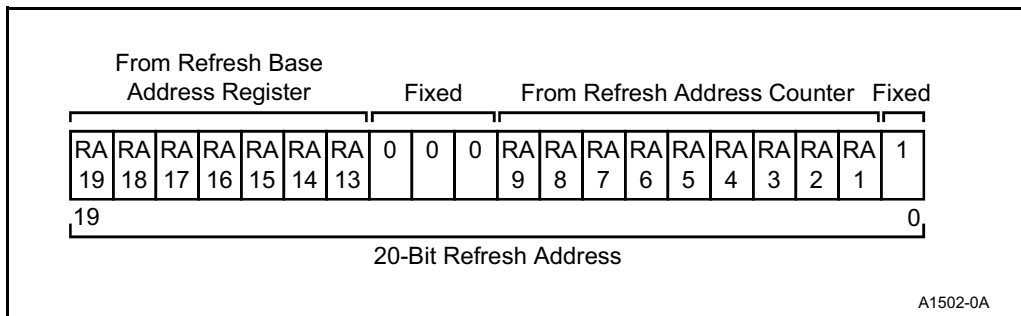 From Refresh Base
Address Register Fixed From Refresh Address Counter Fixed
RA RA RA RA RA RA RA 0 0 0 RA RA RA RA RA RA RA RA RA 1
19 18 17 16 15 14 13 9 8 7 6 5 4 3 2 1
19 0
20-Bit Refresh Address
A1502-0A